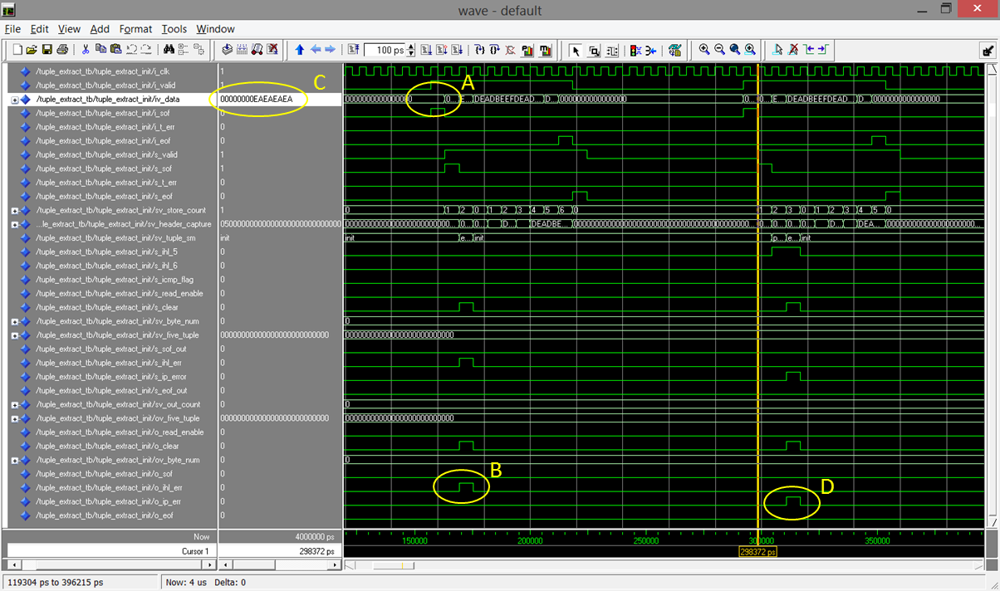 wave - default
File Edit View Add Format Tools Window
100 ps
/tuple_extract_tb/tuple_extract_init/i_clk 1
/tuple_extract_tb/tuple_extract_init/i_valid 1
/tuple_extract_tb/tuple_extract_init/iv_data 00000000EAEAEAEA
/tuple_extract_tb/tuple_extract_init/i_sof 0
/tuple_extract_tb/tuple_extract_init/i_t_err 0
/tuple_extract_tb/tuple_extract_init/i_eof 0
/tuple_extract_tb/tuple_extract_init/s_valid 1
/tuple_extract_tb/tuple_extract_init/s_sof 1
/tuple_extract_tb/tuple_extract_init/s_t_err 0
/tuple_extract_tb/tuple_extract_init/s_eof 0
/tuple_extract_tb/tuple_extract_init/sv_store_count 1
...le_extract_tb/tuple_extract_init/sv_header_capture
/tuple_extract_tb/tuple_extract_init/sv_tuple_sm init
/tuple_extract_tb/tuple_extract_init/s_ihl_5 0
/tuple_extract_tb/tuple_extract_init/s_ihl_6 0
/tuple_extract_tb/tuple_extract_init/s_icmp_flag 0
/tuple_extract_tb/tuple_extract_init/s_read_enable 0
/tuple_extract_tb/tuple_extract_init/s_clear 0
/tuple_extract_tb/tuple_extract_init/sv_byte_num 0
/tuple_extract_tb/tuple_extract_init/sv_five_tuple 00000000000000000000000000
/tuple_extract_tb/tuple_extract_init/s_sof_out 0
/tuple_extract_tb/tuple_extract_init/s_ihl_err 0
/tuple_extract_tb/tuple_extract_init/s_ip_error 0
/tuple_extract_tb/tuple_extract_init/s_eof_out 0
/tuple_extract_tb/tuple_extract_init/sv_out_count 0
/tuple_extract_tb/tuple_extract_init/ov_five_tuple 00000000000000000000000000
/tuple_extract_tb/tuple_extract_init/o_read_enable 0
/tuple_extract_tb/tuple_extract_init/o_clear 0
/tuple_extract_tb/tuple_extract_init/ov_byte_num 0
/tuple_extract_tb/tuple_extract_init/o_sof 0
/tuple_extract_tb/tuple_extract_init/o_ihl_err 0
/tuple_extract_tb/tuple_extract_init/o_ip_err 0
/tuple_extract_tb/tuple_extract_init/o_eof 0
C
A
B
D
0... E... DEADBEEFDEAD... D... 0000000000000000 0... 0... E... DEADBEEFDEAD... D... 0000000000000000
0 1 2 0 1 2 3 4 5 6 0 1 2 3 0 1 2 3 4 5 0
0... 0... D... DEADBE... 0... 0... 0... D... DEA...
init e... init p... e... init
0
0
0
Now 4000000 ps
150000 200000 250000 300000 350000
Cursor 1 298372 ps
298372 ps
119304 ps to 396215 ps Now: 4 us Delta: 0